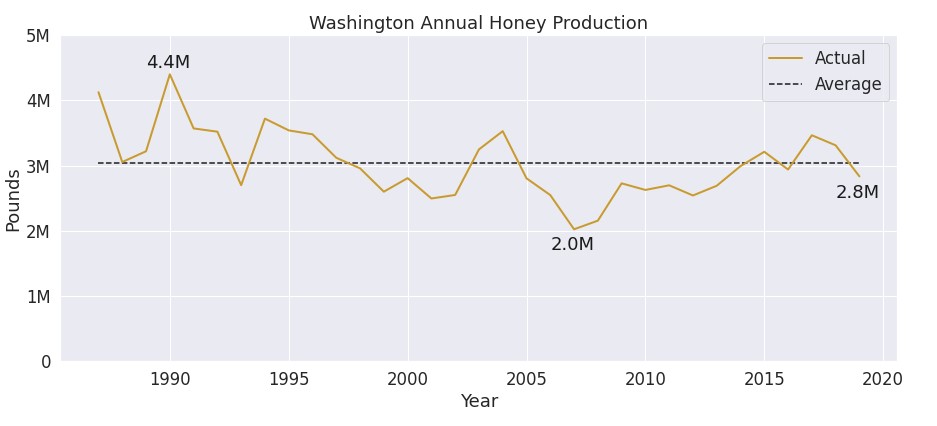 Washington Annual Honey Production
5M
4M
3M
2M
1M
0
Pounds
4.4M
2.0M
2.8M
Actual
Average
1990
1995
2000
2005
2010
2015
2020
Year